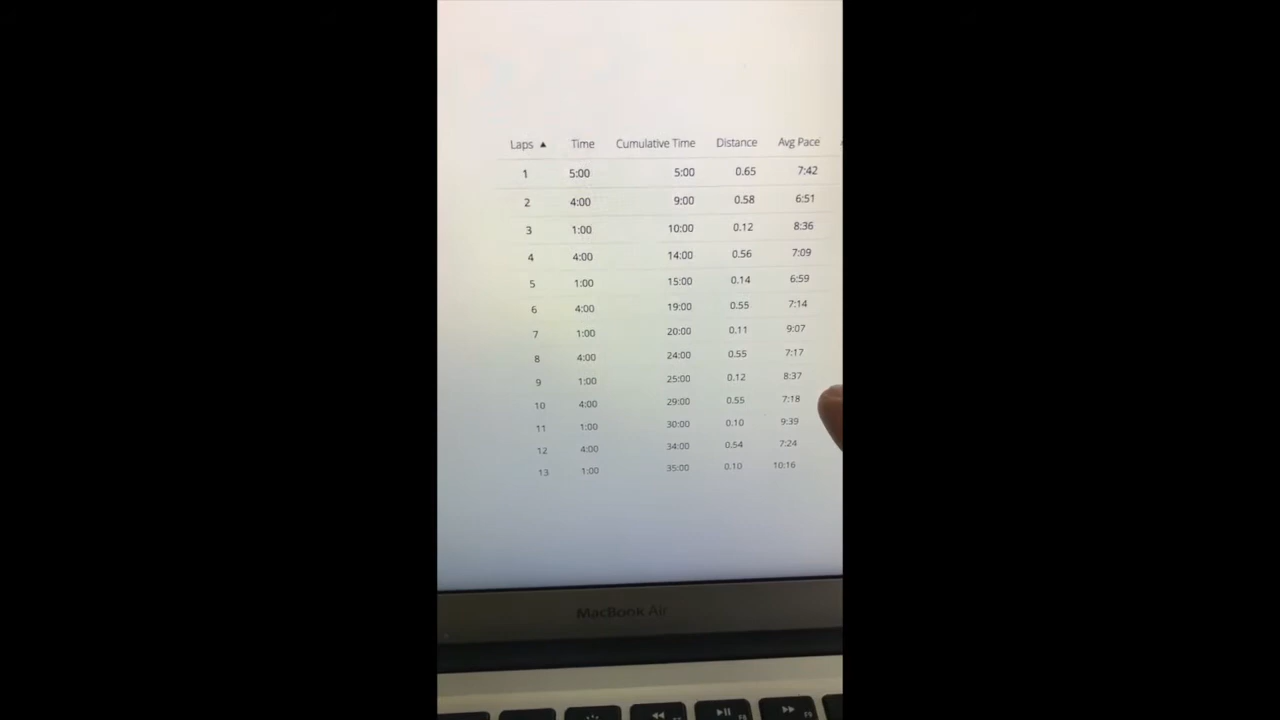 Laps ▲ Time Cumulative Time Distance Avg Pace
1 5:00 5:00 0.65 7:42
2 4:00 9:00 0.58 6:51
3 1:00 10:00 0.12 8:36
4 4:00 14:00 0.56 7:09
5 1:00 15:00 0.14 6:59
6 4:00 19:00 0.55 7:14
7 1:00 20:00 0.11 9:07
8 4:00 24:00 0.55 7:17
9 1:00 25:00 0.12 8:37
10 4:00 29:00 0.55 7:18
11 1:00 30:00 0.10 9:39
12 4:00 34:00 0.54 7:24
13 1:00 35:00 0.10 10:16
MacBook Air
F8 F9